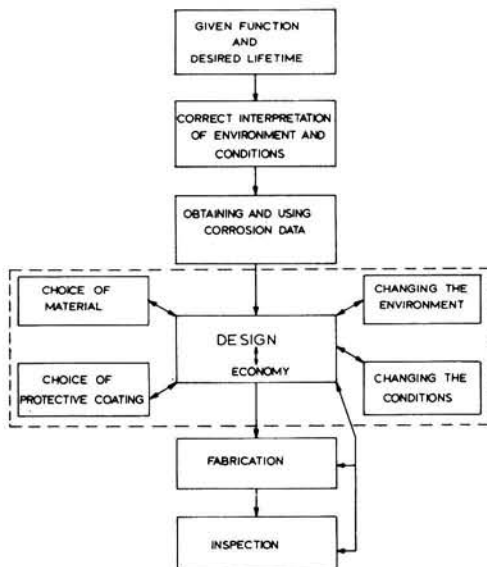 GIVEN FUNCTION
AND
DESIRED LIFETIME
CORRECT INTERPRETATION
OF ENVIRONMENT AND
CONDITIONS
OBTAINING AND USING
CORROSION DATA
CHOICE OF
MATERIAL
CHANGING THE
ENVIRONMENT
DESIGN
ECONOMY
CHOICE OF
PROTECTIVE COATING
CHANGING THE
CONDITIONS
FABRICATION
INSPECTION